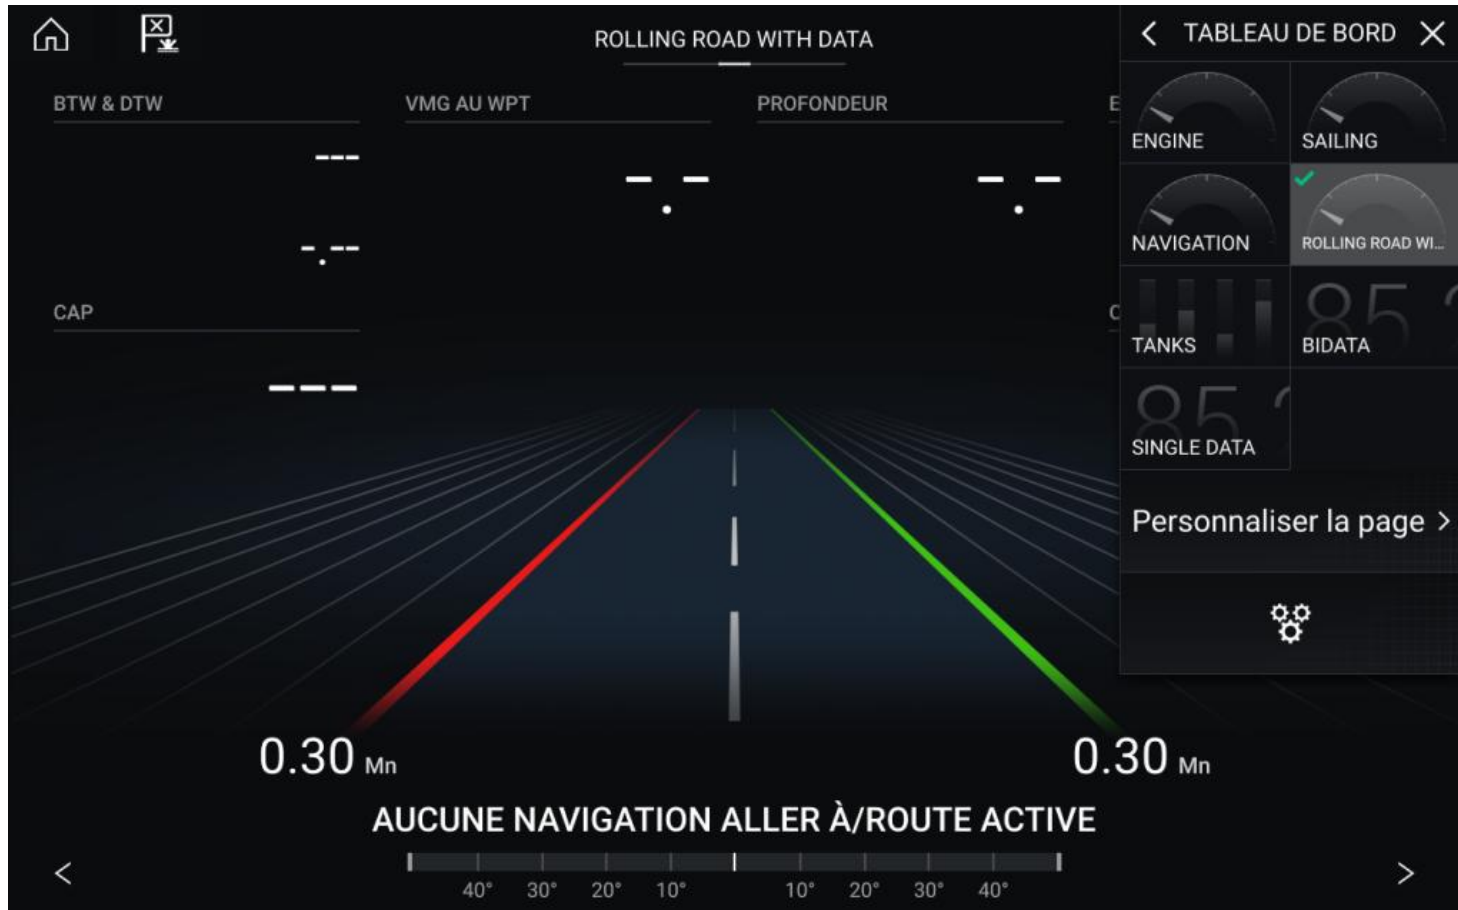 ROLLING ROAD WITH DATA
TABLEAU DE BORD
BTW & DTW
VMG AU WPT
PROFONDEUR
---
-.--
-.-
-.-
CAP
---
ENGINE
SAILING
NAVIGATION
ROLLING ROAD WI...
TANKS
BIDATA
SINGLE DATA
Personnaliser la page
0.30 Mn
0.30 Mn
AUCUNE NAVIGATION ALLER À/ROUTE ACTIVE
40° 30° 20° 10° 10° 20° 30° 40°